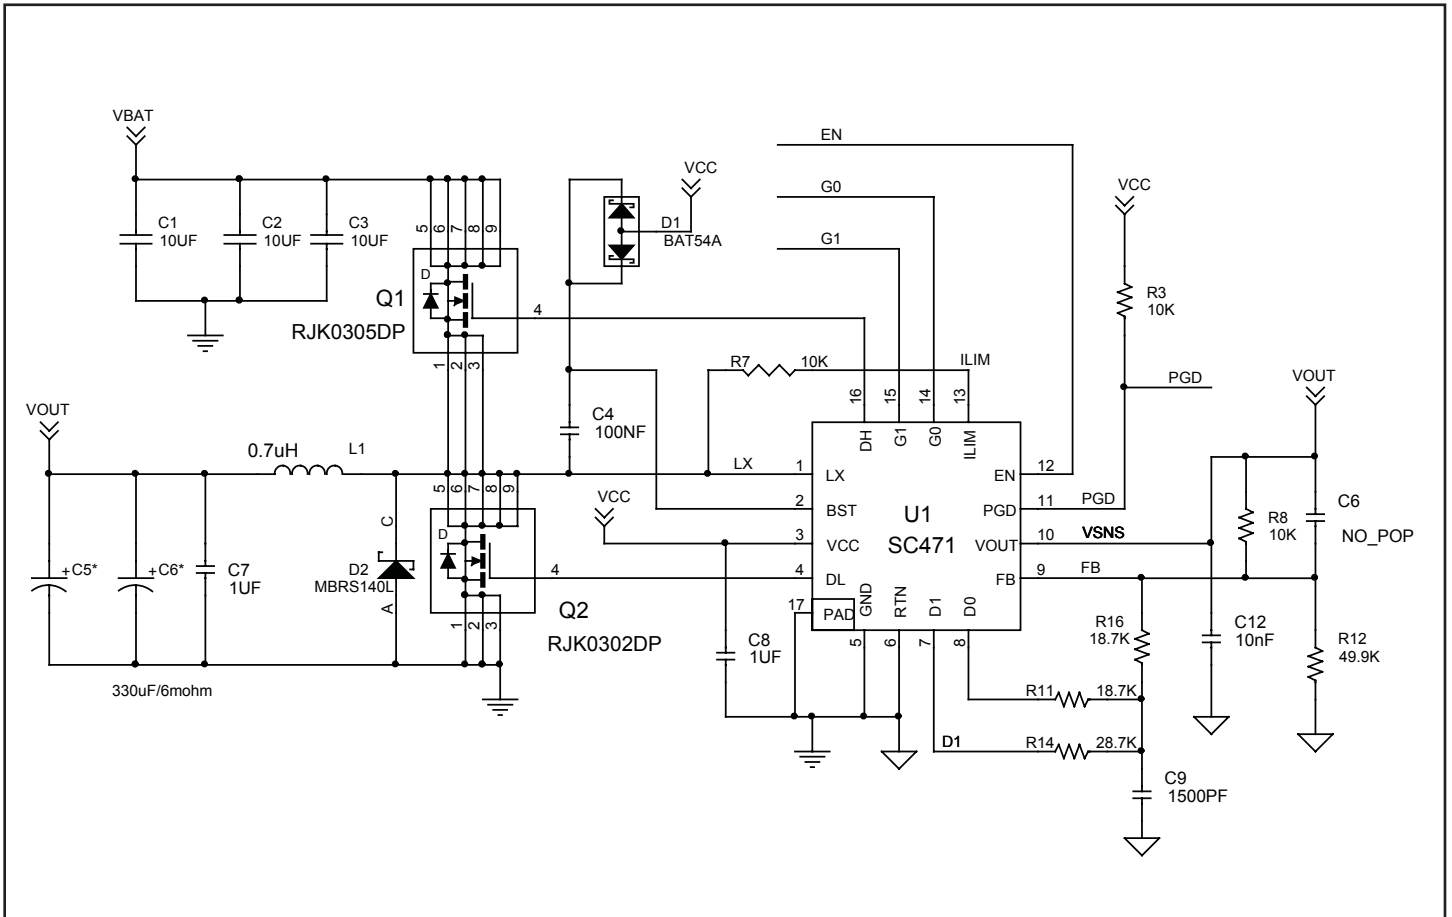 VBAT
C1
10UF
C2
10UF
C3
10UF
5
6
7
8
9
D
Q1
RJK0305DP
4
1
2
3
VCC
D1
BAT54A
EN
G0
G1
VCC
R3
10K
PGD
R7
10K
ILIM
VOUT
0.7uH
L1
C4
100NF
LX
16
15
14
13
DH
G1
G0
ILIM
1
LX
2
BST
3
VCC
4
DL
17
PAD
U1
SC471
EN
12
PGD
11
PGD
VOUT
10
VSNS
FB
9
FB
GND
RTN
D1
D0
5
6
7
8
VOUT
R8
10K
C6
NO_POP
5
6
7
8
9
D
4
1
2
3
Q2
RJK0302DP
C
D2
MBRS140L
A
+
C5*
+
C6*
C7
1UF
330uF/6mohm
VCC
C8
1UF
R16
18.7K
C12
10nF
R12
49.9K
R11
18.7K
D1
R14
28.7K
C9
1500PF